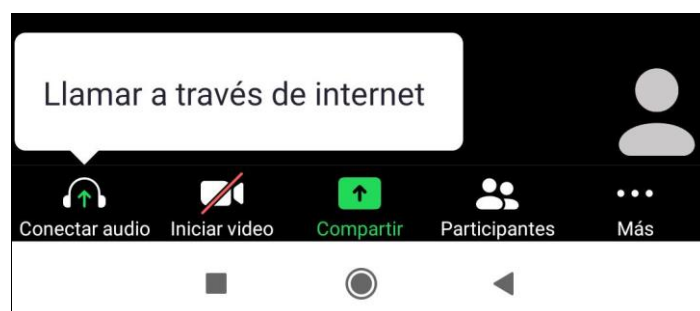 Llamar a través de internet
Conectar audio
Iniciar video
Compartir
Participantes
Más